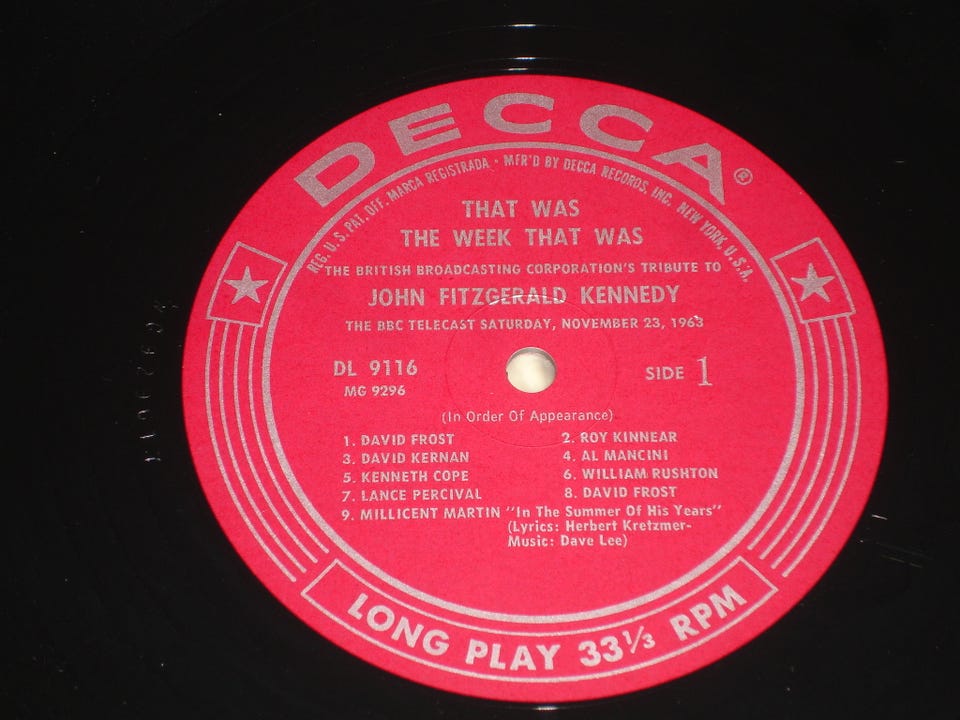 DECCA®
REG. U.S. PAT. OFF. MARCA REGISTRADA · MFR'D BY DECCA RECORDS, INC. NEW YORK, U.S.A.
THAT WAS
THE WEEK THAT WAS
THE BRITISH BROADCASTING CORPORATION'S TRIBUTE TO
JOHN FITZGERALD KENNEDY
THE BBC TELECAST SATURDAY, NOVEMBER 23, 1963
DL 9116 SIDE 1
MG 9296
(In Order Of Appearance)
1. DAVID FROST 2. ROY KINNEAR
3. DAVID KERNAN 4. AL MANCINI
5. KENNETH COPE 6. WILLIAM RUSHTON
7. LANCE PERCIVAL 8. DAVID FROST
9. MILLICENT MARTIN "In The Summer Of His Years"
(Lyrics: Herbert Kretzmer-
Music: Dave Lee)
LONG PLAY 33⅓ RPM